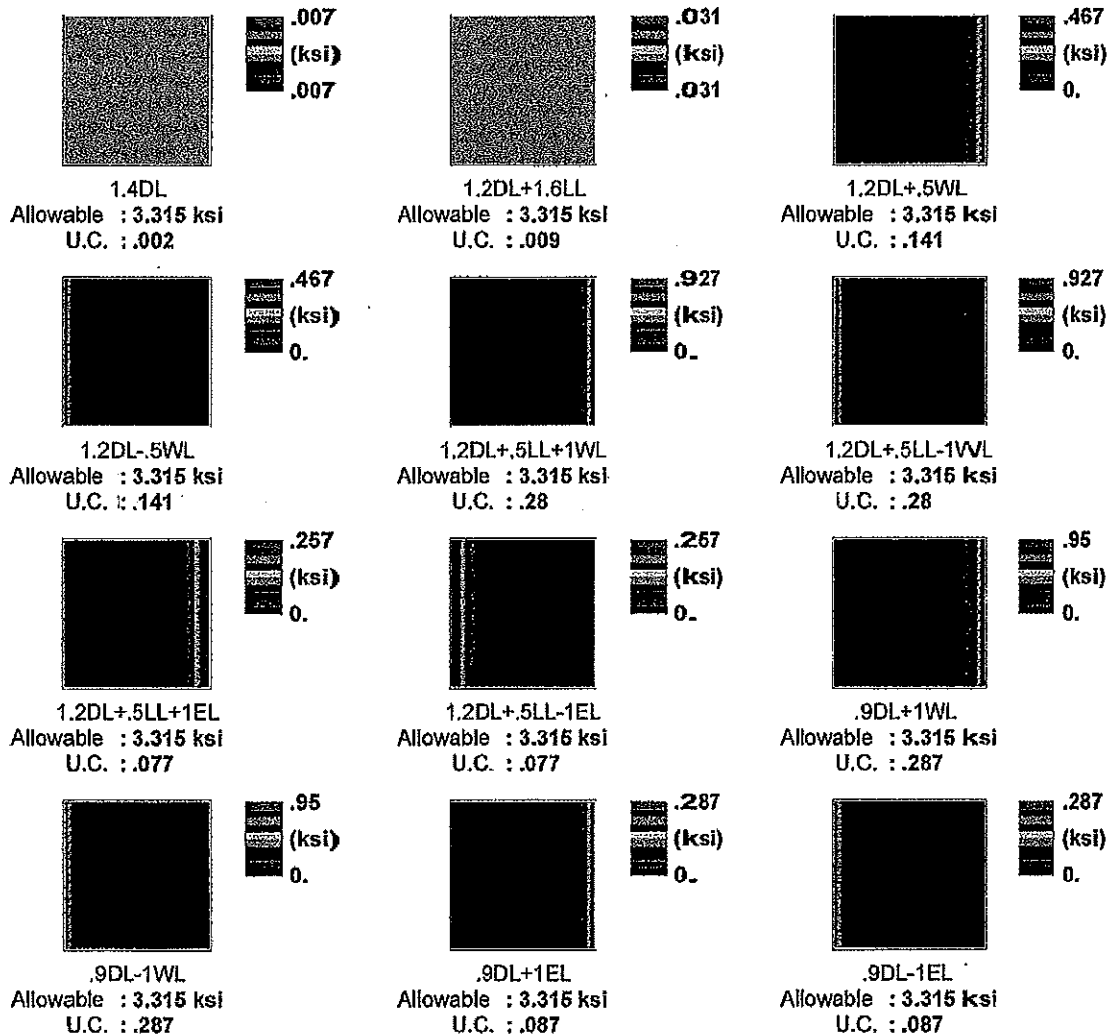 .007
(ksi)
.007
1.4DL
Allowable : 3.315 ksi
U.C. : .002
.031
(ksi)
.031
1.2DL+1.6LL
Allowable : 3.315 ksi
U.C. : .009
.467
(ksi)
0.
1.2DL+.5WL
Allowable : 3.315 ksi
U.C. : .141
.467
(ksi)
0.
1.2DL-.5WL
Allowable : 3.315 ksi
U.C. : .141
.927
(ksi)
0.
1.2DL+.5LL+1WL
Allowable : 3.315 ksi
U.C. : .28
.927
(ksi)
0.
1.2DL+.5LL-1WL
Allowable : 3.315 ksi
U.C. : .28
.257
(ksi)
0.
1.2DL+.5LL+1EL
Allowable : 3.315 ksi
U.C. : .077
.257
(ksi)
0.
1.2DL+.5LL-1EL
Allowable : 3.315 ksi
U.C. : .077
.95
(ksi)
0.
.9DL+1WL
Allowable : 3.315 ksi
U.C. : .287
.95
(ksi)
0.
.9DL-1WL
Allowable : 3.315 ksi
U.C. : .287
.287
(ksi)
0.
.9DL+1EL
Allowable : 3.315 ksi
U.C. : .087
.287
(ksi)
0.
.9DL-1EL
Allowable : 3.315 ksi
U.C. : .087